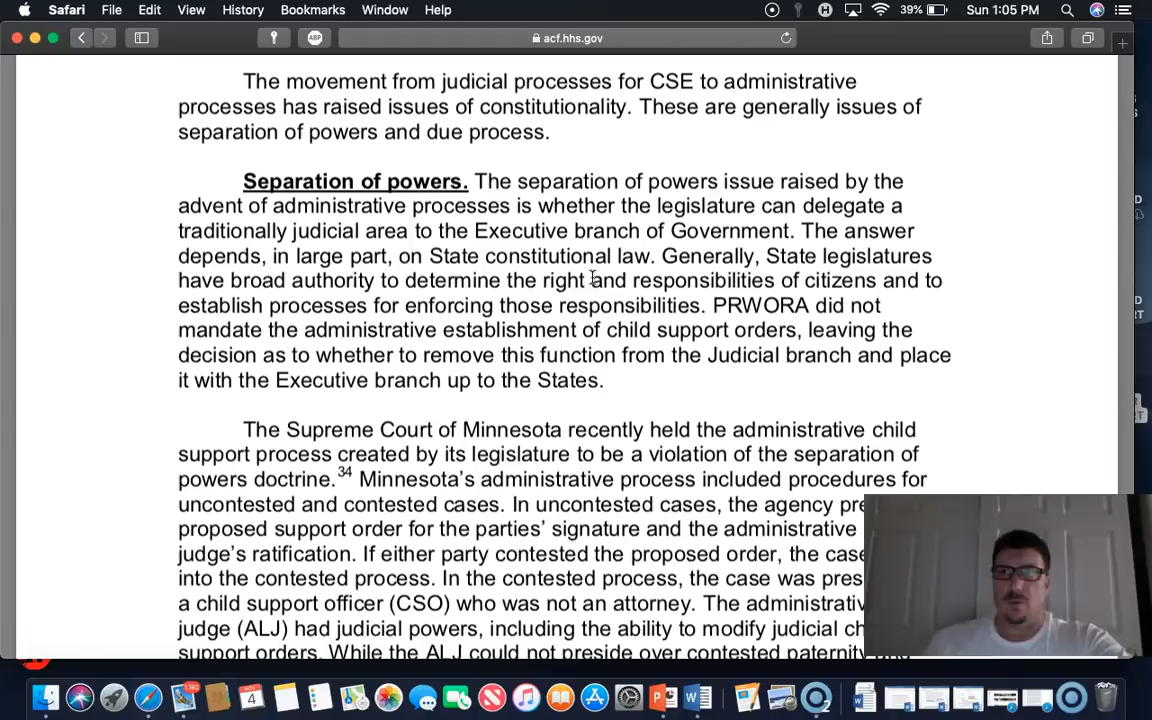 Safari File Edit View History Bookmarks Window Help 39% Sun 1:05 PM
ABP acf.hhs.gov
The movement from judicial processes for CSE to administrative
processes has raised issues of constitutionality. These are generally issues of
separation of powers and due process.
Separation of powers. The separation of powers issue raised by the
advent of administrative processes is whether the legislature can delegate a
traditionally judicial area to the Executive branch of Government. The answer
depends, in large part, on State constitutional law. Generally, State legislatures
have broad authority to determine the right and responsibilities of citizens and to
establish processes for enforcing those responsibilities. PRWORA did not
mandate the administrative establishment of child support orders, leaving the
decision as to whether to remove this function from the Judicial branch and place
it with the Executive branch up to the States.
The Supreme Court of Minnesota recently held the administrative child
support process created by its legislature to be a violation of the separation of
powers doctrine.34 Minnesota's administrative process included procedures for
uncontested and contested cases. In uncontested cases, the agency pre
proposed support order for the parties' signature and the administrative
judge's ratification. If either party contested the proposed order, the case
into the contested process. In the contested process, the case was pres
a child support officer (CSO) who was not an attorney. The administrativ
judge (ALJ) had judicial powers, including the ability to modify judicial ch
support orders. While the ALJ could not preside over contested paternity